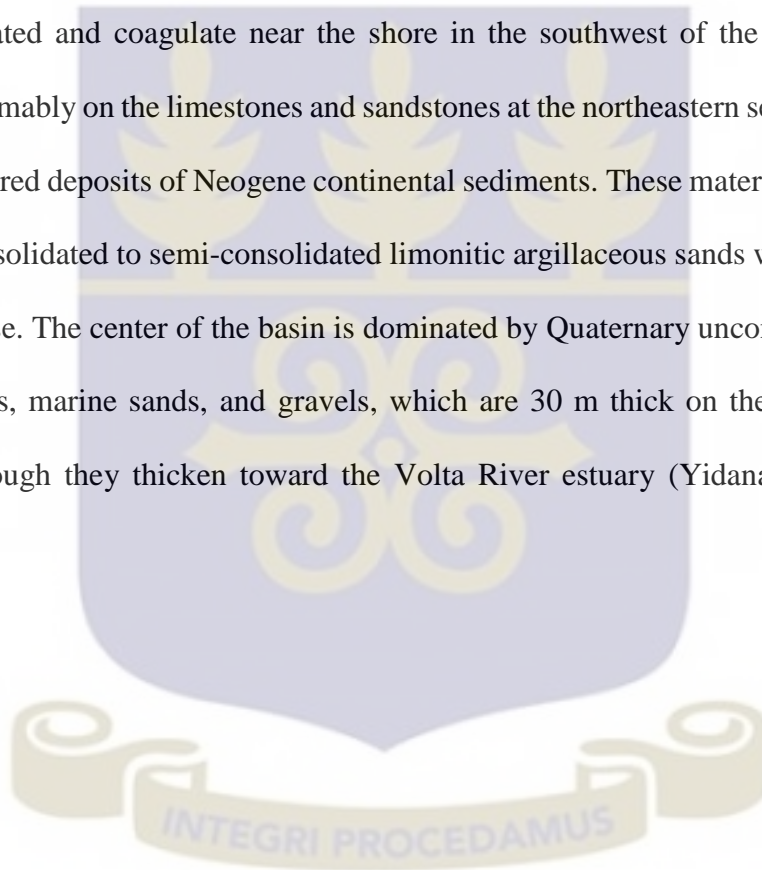 ated and coagulate near the shore in the southwest of the
mably on the limestones and sandstones at the northeastern se
red deposits of Neogene continental sediments. These mater
solidated to semi-consolidated limonitic argillaceous sands v
e. The center of the basin is dominated by Quaternary uncon
s, marine sands, and gravels, which are 30 m thick on the
ough they thicken toward the Volta River estuary (Yidana
INTEGRI PROCEDAMUS